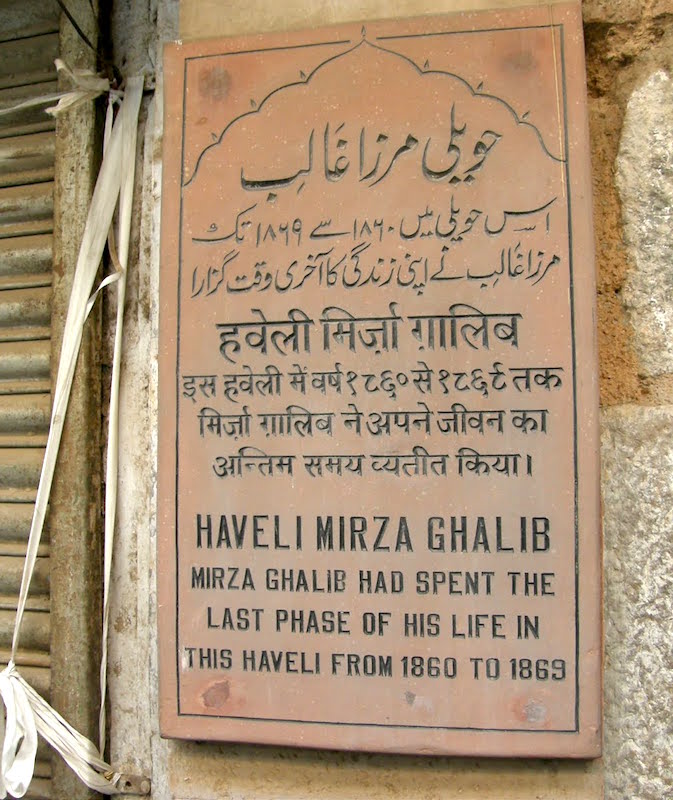 حویلی مرزا غالِب
اس حویلی میں ۱۸۶۰ سے ۱۸۶۹ تک
مرزا غالِب نے اپنی زندگی کا آخری وقت گزارا
हवेली मिर्ज़ा ग़ालिब
इस हवेली में वर्ष १८६० से १८६९ तक
मिर्ज़ा ग़ालिब ने अपने जीवन का
अन्तिम समय व्यतीत किया।
HAVELI MIRZA GHALIB
MIRZA GHALIB HAD SPENT THE
LAST PHASE OF HIS LIFE IN
THIS HAVELI FROM 1860 TO 1869